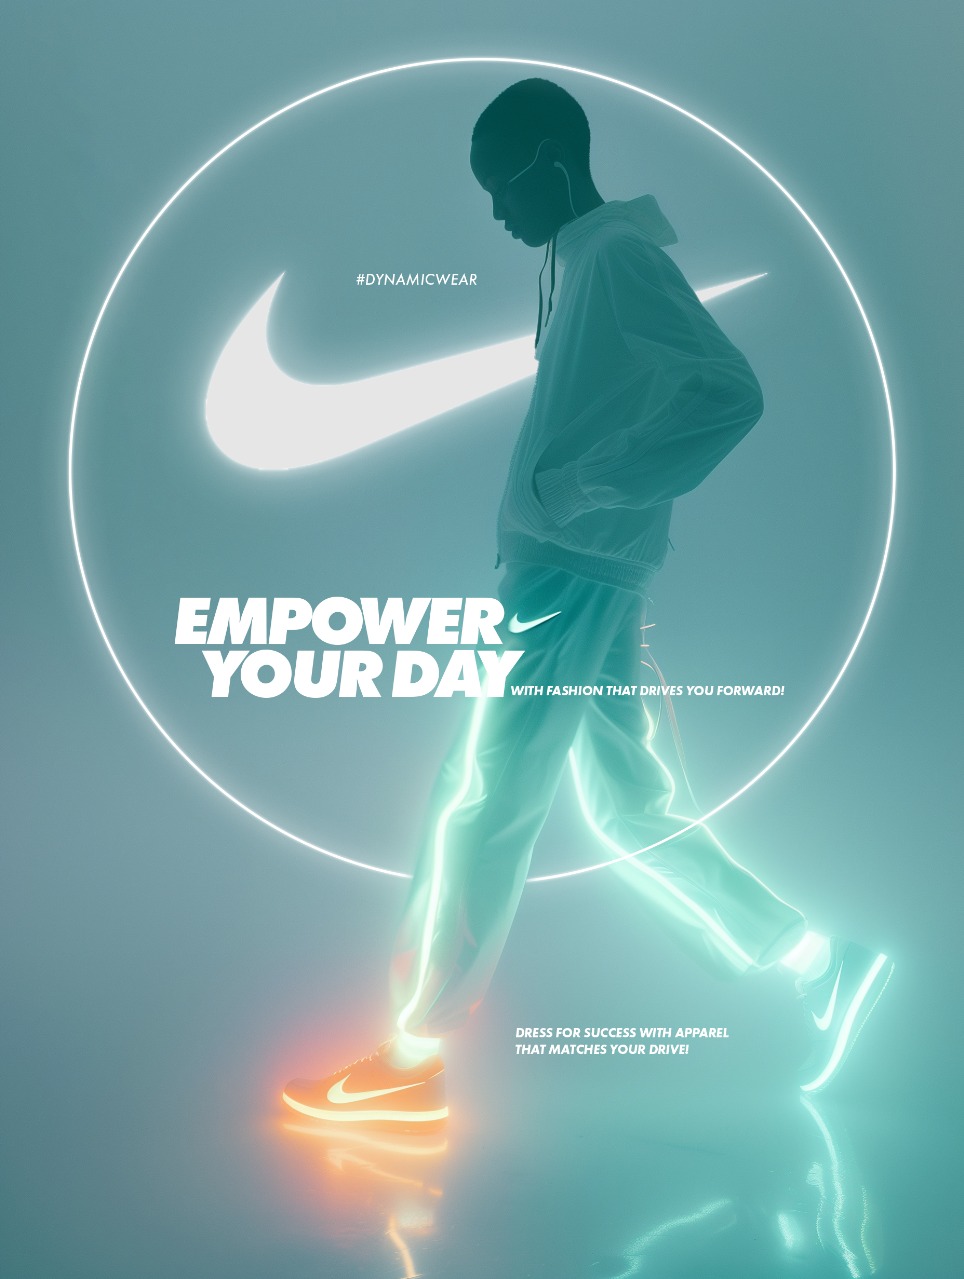 #DYNAMICWEAR
EMPOWER
YOUR DAY
WITH FASHION THAT DRIVES YOU FORWARD!
DRESS FOR SUCCESS WITH APPAREL
THAT MATCHES YOUR DRIVE!